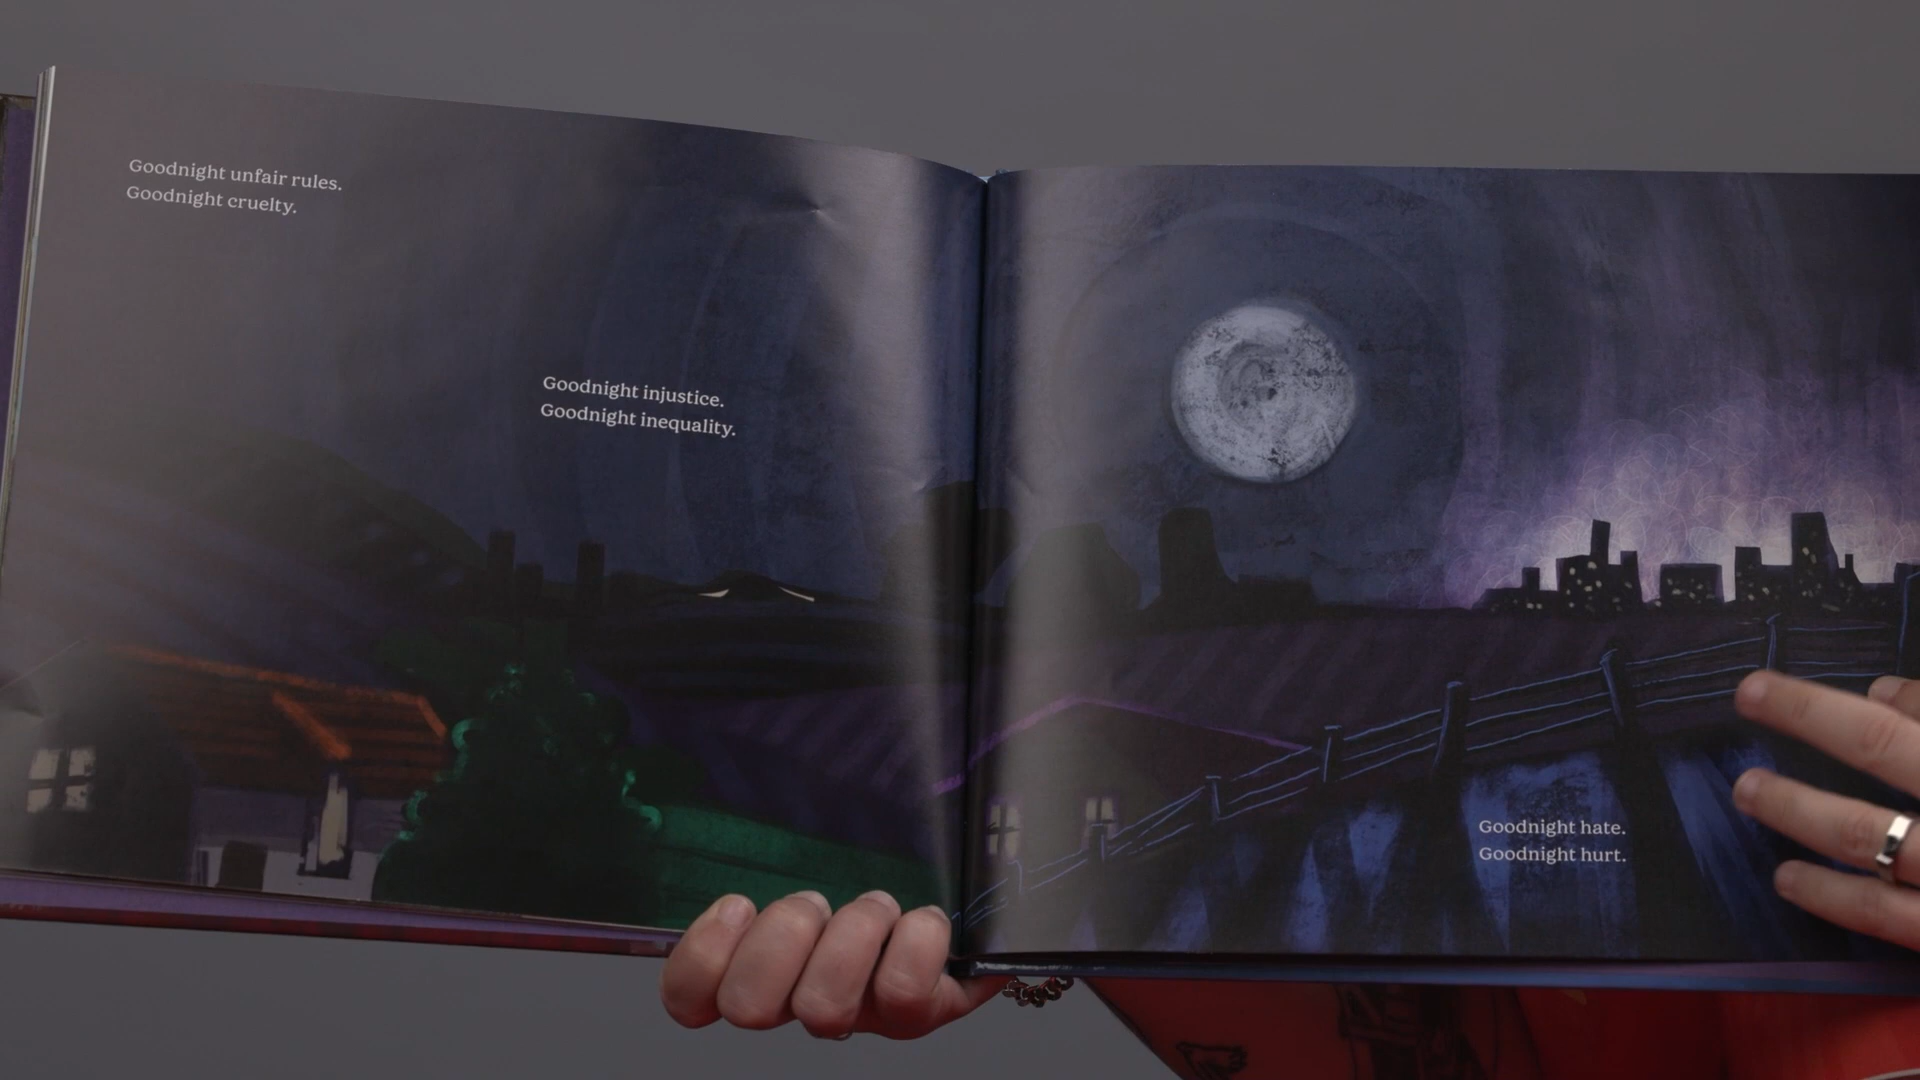 Goodnight unfair rules.
Goodnight cruelty.
Goodnight injustice.
Goodnight inequality.
Goodnight hate.
Goodnight hurt.